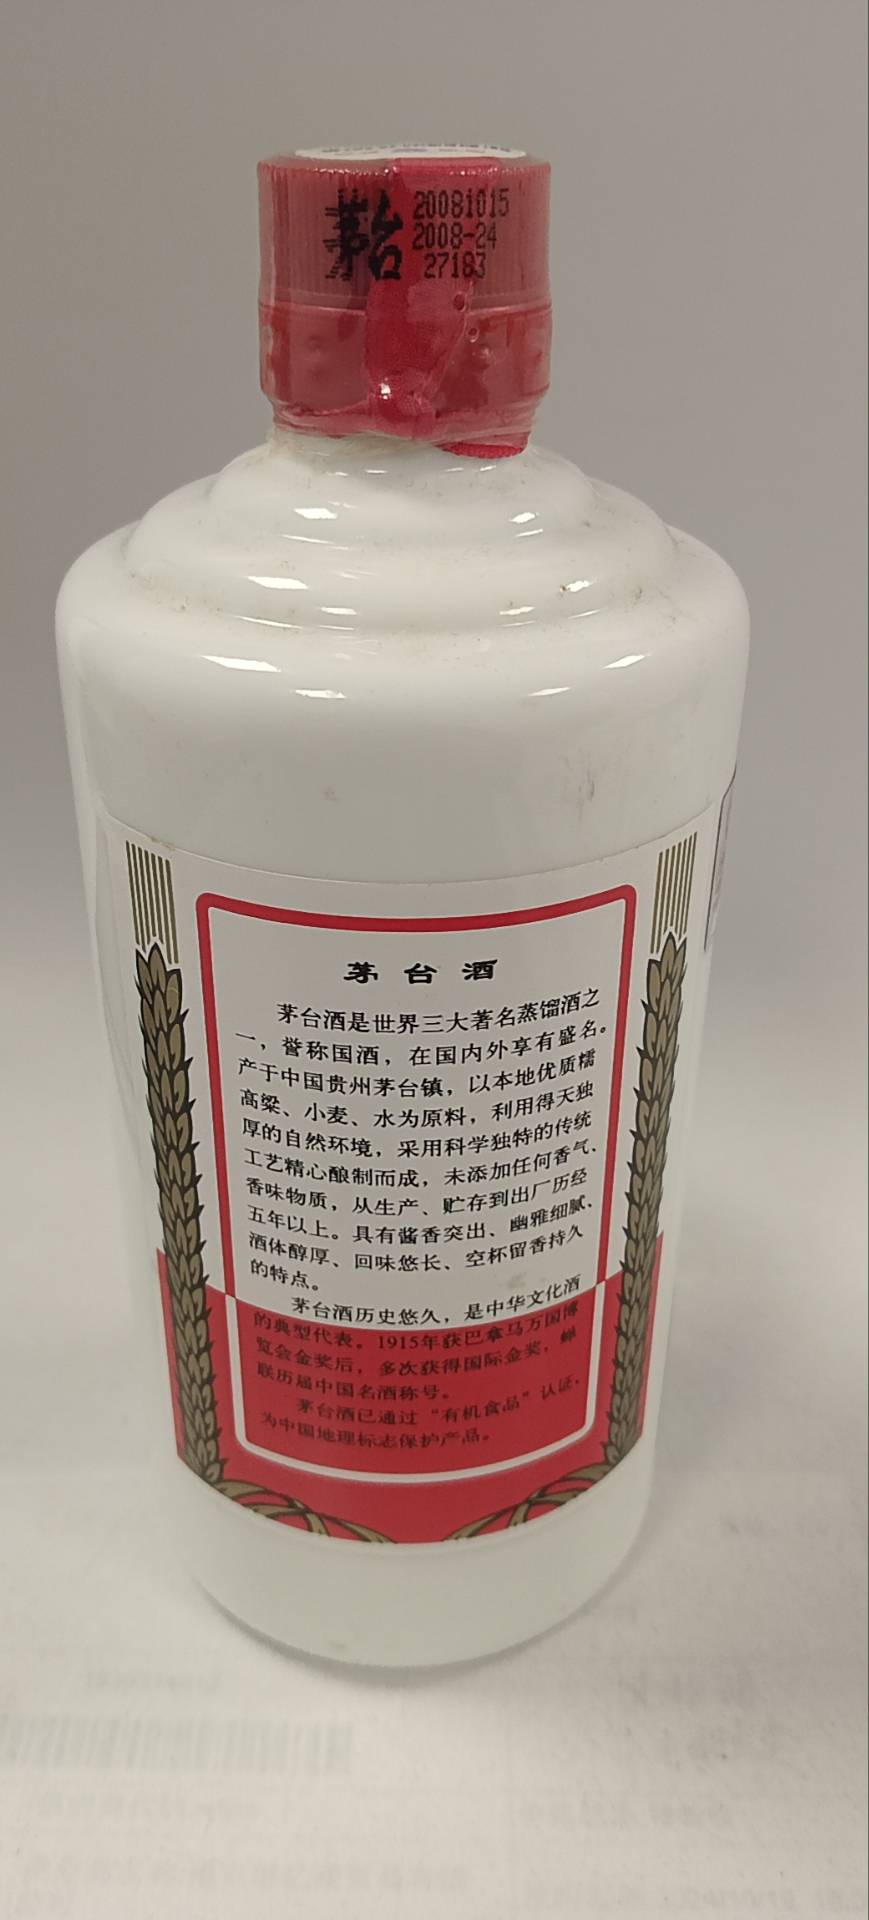 茅台
20081015
2008-24
27183
茅台酒
茅台酒是世界三大著名蒸馏酒之
一，誉称国酒，在国内外享有盛名。
产于中国贵州茅台镇，以本地优质糯
高粱、小麦、水为原料，利用得天独
厚的自然环境，采用科学独特的传统
工艺精心酿制而成，未添加任何香气、
香味物质，从生产、贮存到出厂历经
五年以上。具有酱香突出、幽雅细腻、
酒体醇厚、回味悠长、空杯留香持久
的特点。
茅台酒历史悠久，是中华文化酒
的典型代表。1915年获巴拿马万国博
览会金奖后，多次获得国际金奖，蝉
联历届中国名酒称号。
茅台酒已通过“有机食品”认证，
为中国地理标志保护产品。